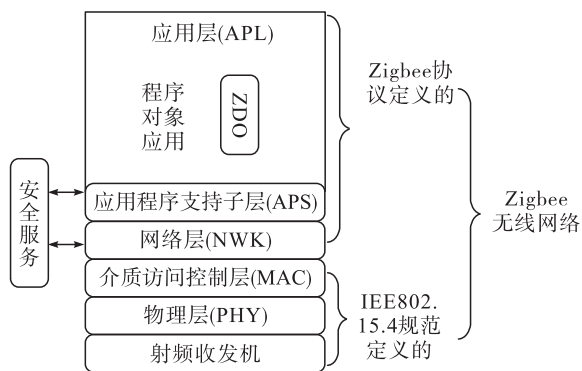 应用层(APL)
程序
对象
应用
ZDO
安全服务
应用程序支持子层(APS)
网络层(NWK)
介质访问控制层(MAC)
物理层(PHY)
射频收发机
Zigbee协
议定义的
IEE802.
15.4规范
定义的
Zigbee
无线网络